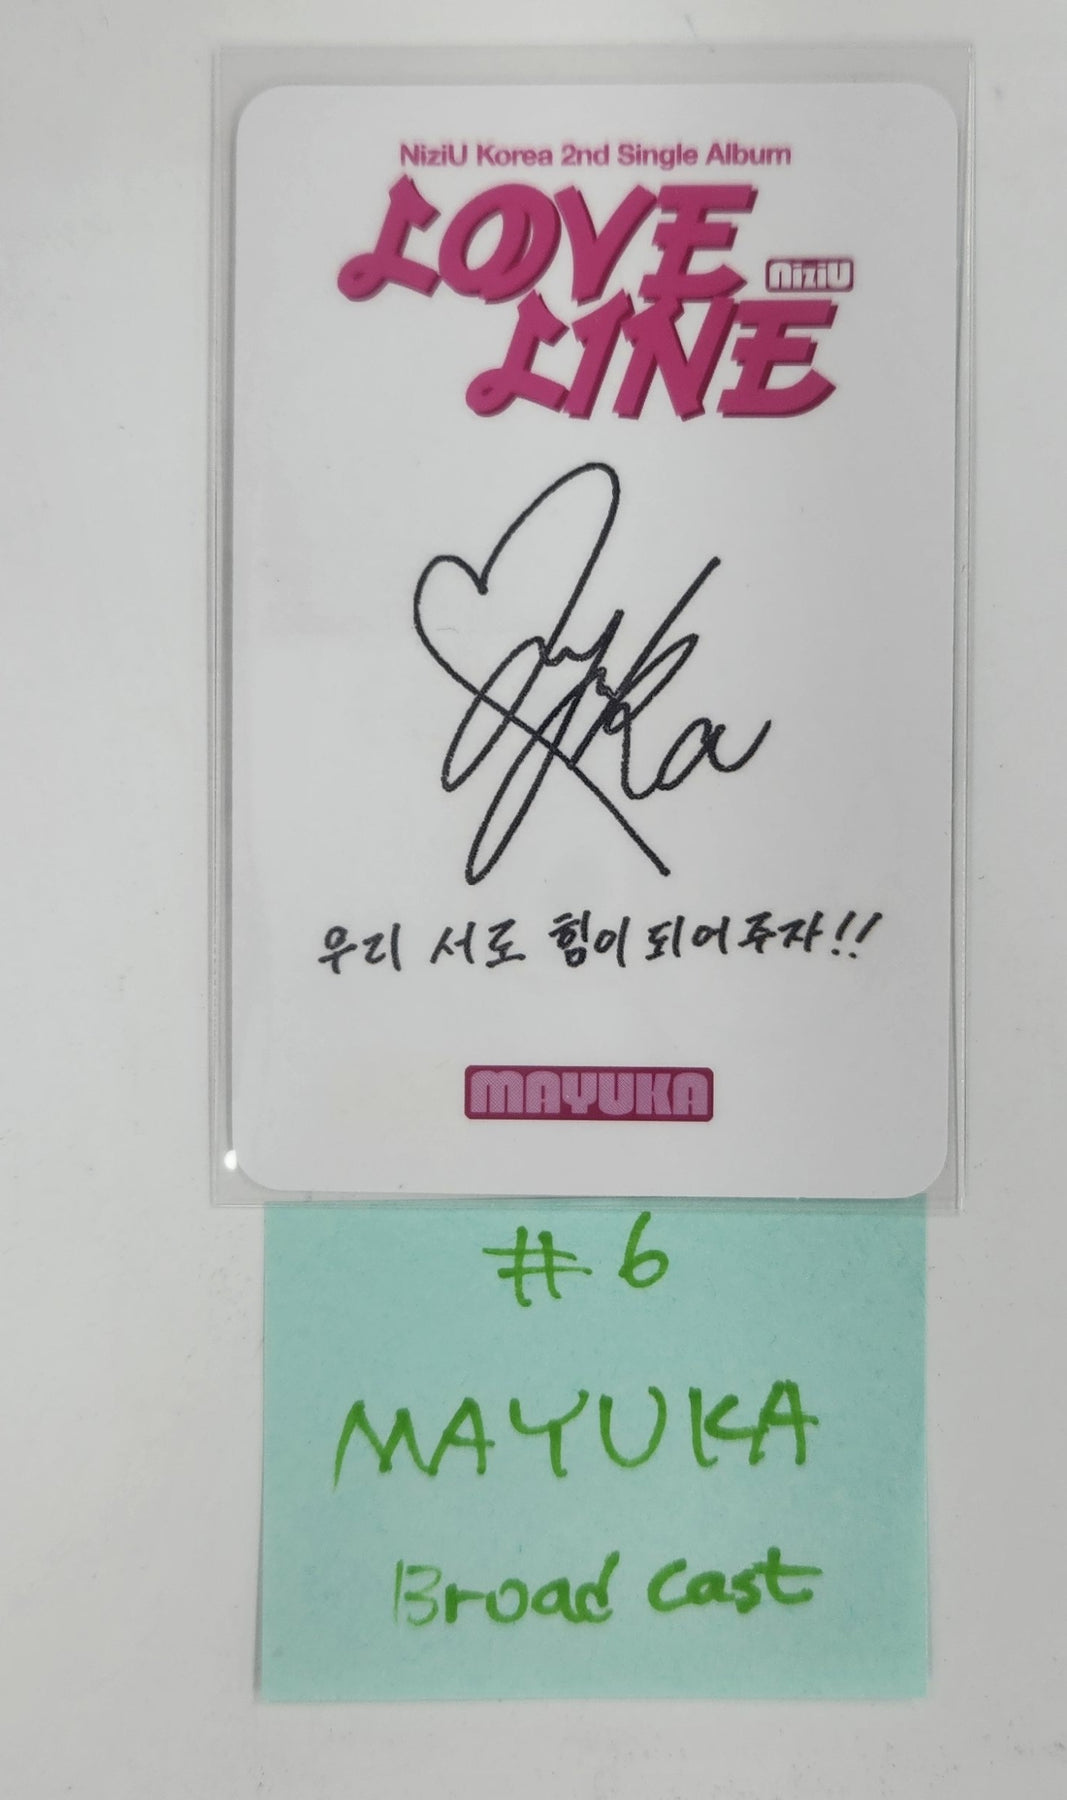 NiziU Korea 2nd Single Album
LOVE
NiziU
LINE
Mayuka
우리 서로 힘이 되어주자!!
MAYUKA
#6
MAYUKA
Broad cast